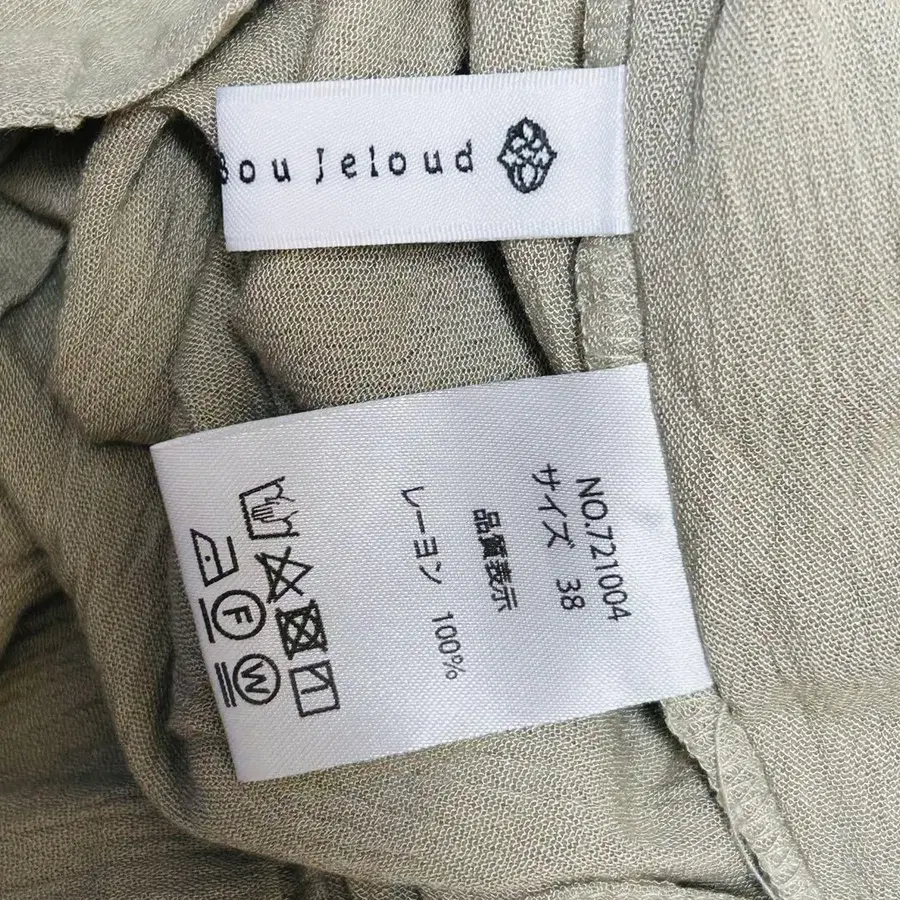 Bou Jeloud
NO.721004
サイズ 38
品質表示
レーヨン 100%
F
W